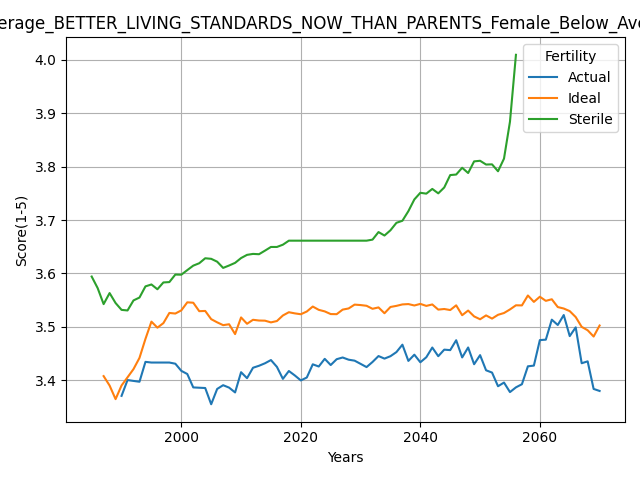 erage_BETTER_LIVING_STANDARDS_NOW_THAN_PARENTS_Female_Below_Ave
Fertility
Actual
Ideal
Sterile
4.0
3.9
3.8
3.7
3.6
3.5
3.4
Score(1-5)
2000 2020 2040 2060
Years